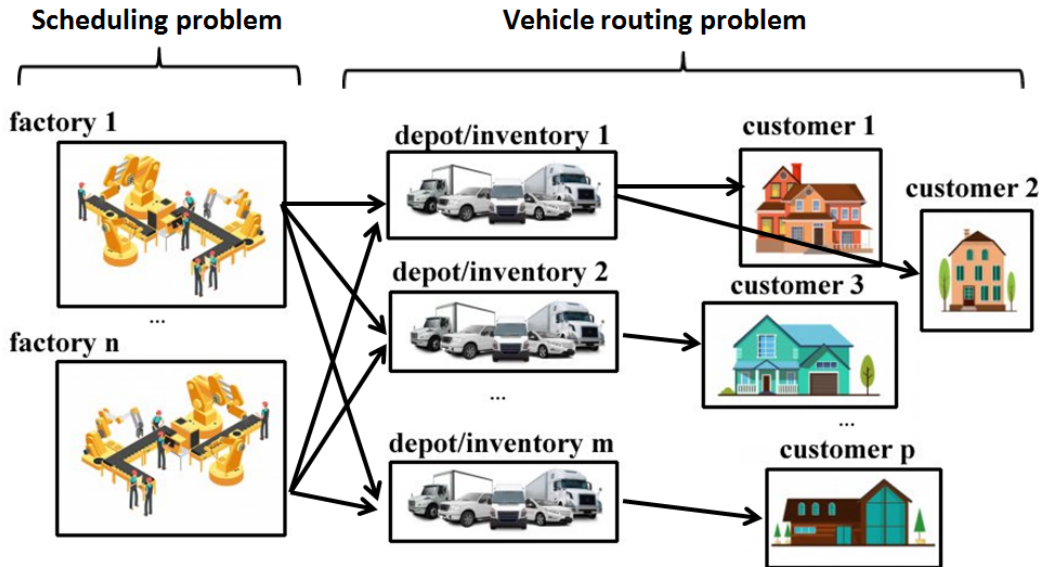 Scheduling problem
Vehicle routing problem
factory 1
depot/inventory 1
customer 1
customer 2
depot/inventory 2
customer 3
...
factory n
...
...
depot/inventory m
customer p